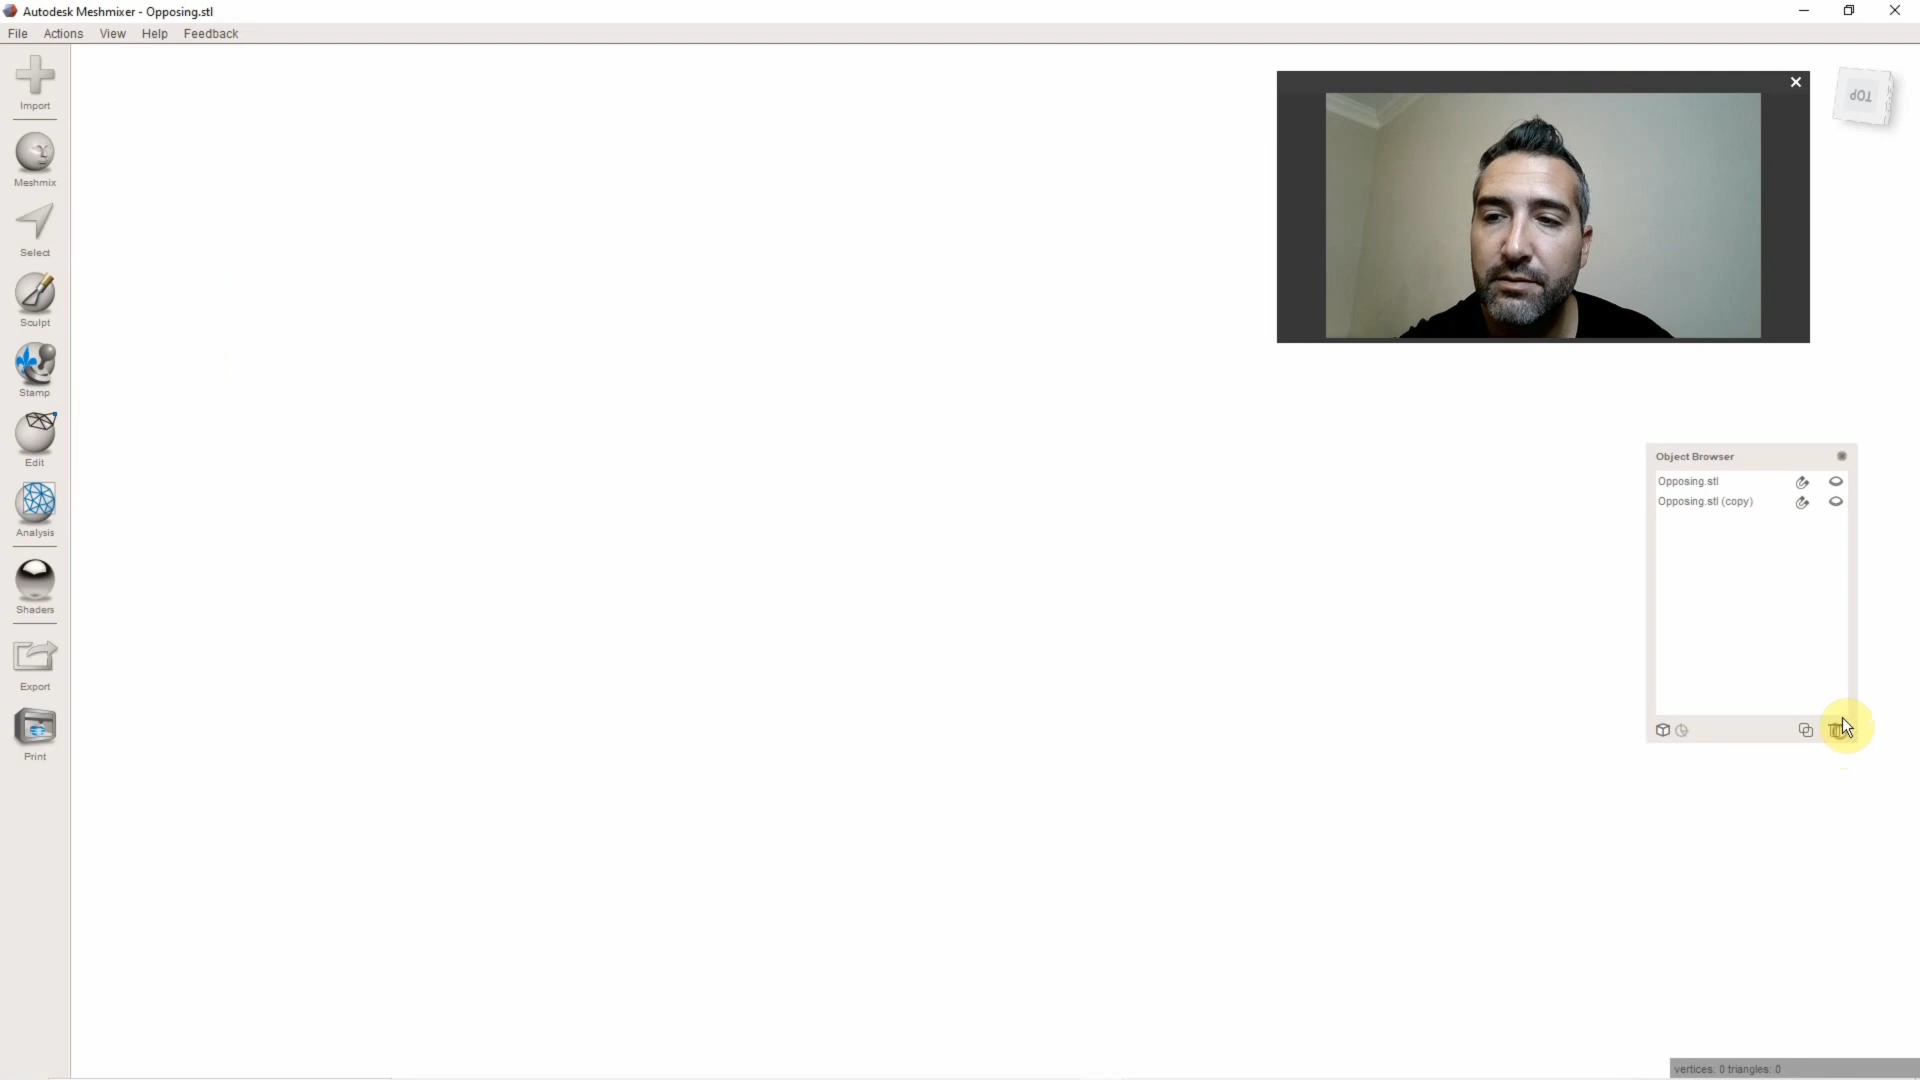 Autodesk Meshmixer - Opposing.stl
File Actions View Help Feedback
Import
Meshmix
Select
Sculpt
Stamp
Edit
Analysis
Shaders
Export
Print
TOP
Object Browser
Opposing.stl
Opposing.stl (copy)
vertices: 0 triangles: 0